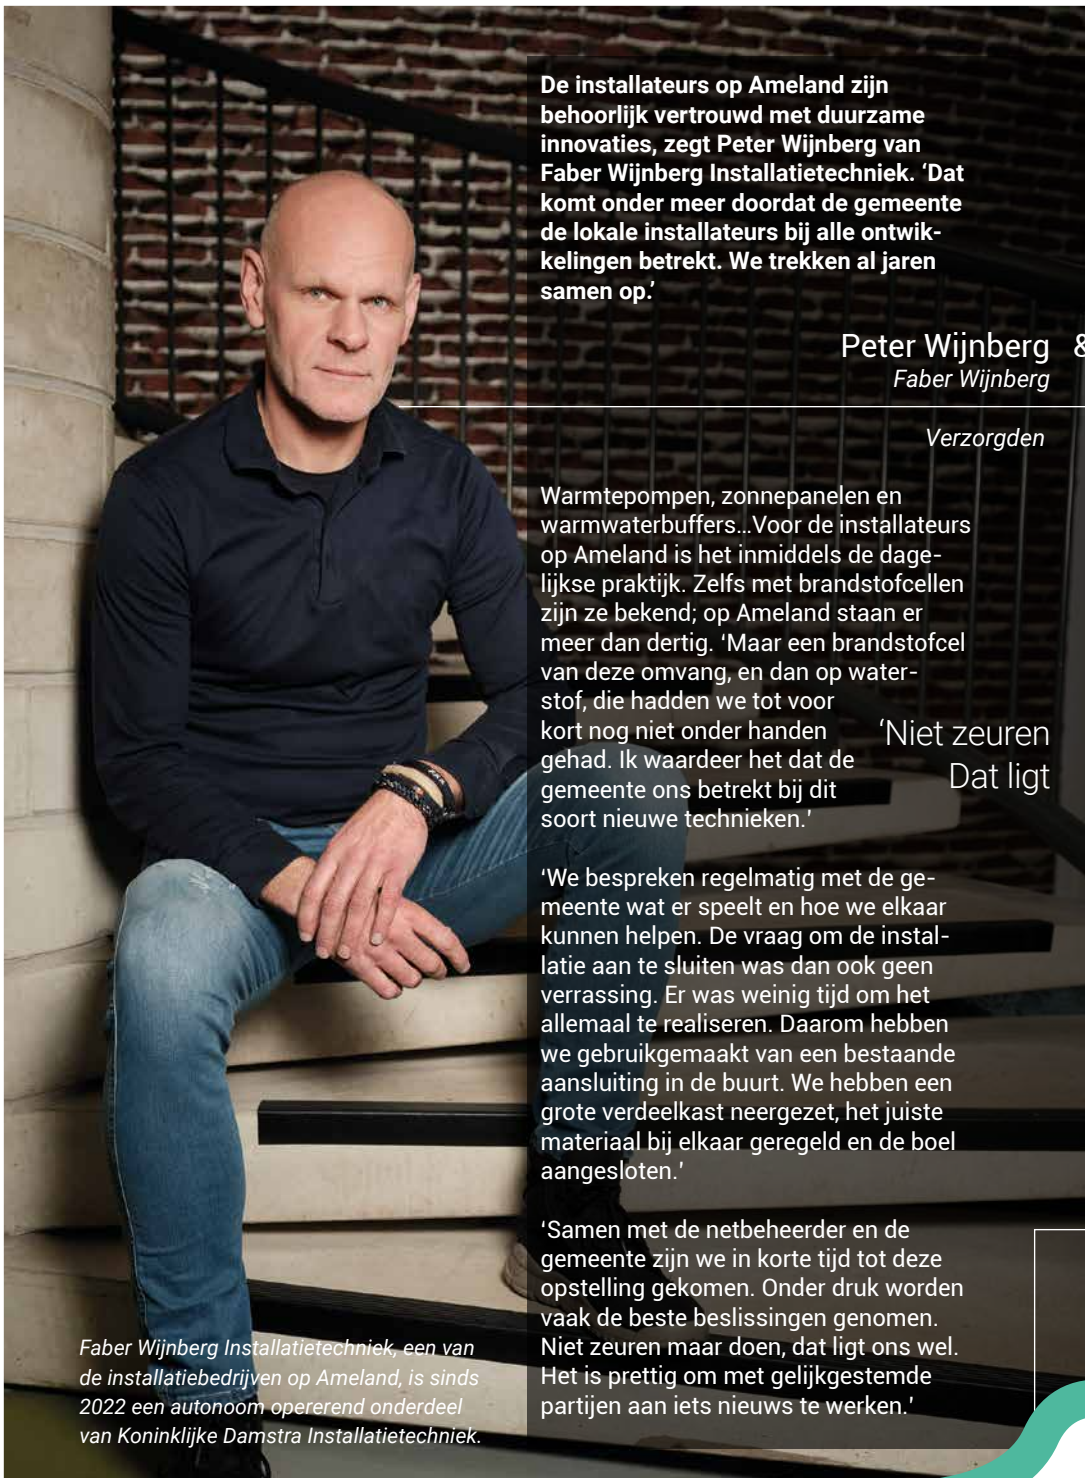 De installateurs op Ameland zijn
behoorlijk vertrouwd met duurzame
innovaties, zegt Peter Wijnberg van
Faber Wijnberg Installatietechniek. ‘Dat
komt onder meer doordat de gemeente
de lokale installateurs bij alle ontwik-
kelingen betrekt. We trekken al jaren
samen op.’
Peter Wijnberg &
Faber Wijnberg
Verzorgden
Warmtepompen, zonnepanelen en
warmwaterbuffers…Voor de installateurs
op Ameland is het inmiddels de dage-
lijkse praktijk. Zelfs met brandstofcellen
zijn ze bekend; op Ameland staan er
meer dan dertig. ‘Maar een brandstofcel
van deze omvang, en dan op water-
stof, die hadden we tot voor
kort nog niet onder handen
gehad. Ik waardeer het dat de
gemeente ons betrekt bij dit
soort nieuwe technieken.’
‘Niet zeuren
Dat ligt
‘We bespreken regelmatig met de ge-
meente wat er speelt en hoe we elkaar
kunnen helpen. De vraag om de instal-
latie aan te sluiten was dan ook geen
verrassing. Er was weinig tijd om het
allemaal te realiseren. Daarom hebben
we gebruikgemaakt van een bestaande
aansluiting in de buurt. We hebben een
grote verdeelkast neergezet, het juiste
materiaal bij elkaar geregeld en de boel
aangesloten.’
‘Samen met de netbeheerder en de
gemeente zijn we in korte tijd tot deze
opstelling gekomen. Onder druk worden
vaak de beste beslissingen genomen.
Niet zeuren maar doen, dat ligt ons wel.
Het is prettig om met gelijkgestemde
partijen aan iets nieuws te werken.’
Faber Wijnberg Installatietechniek, een van
de installatiebedrijven op Ameland, is sinds
2022 een autonoom opererend onderdeel
van Koninklijke Damstra Installatietechniek.